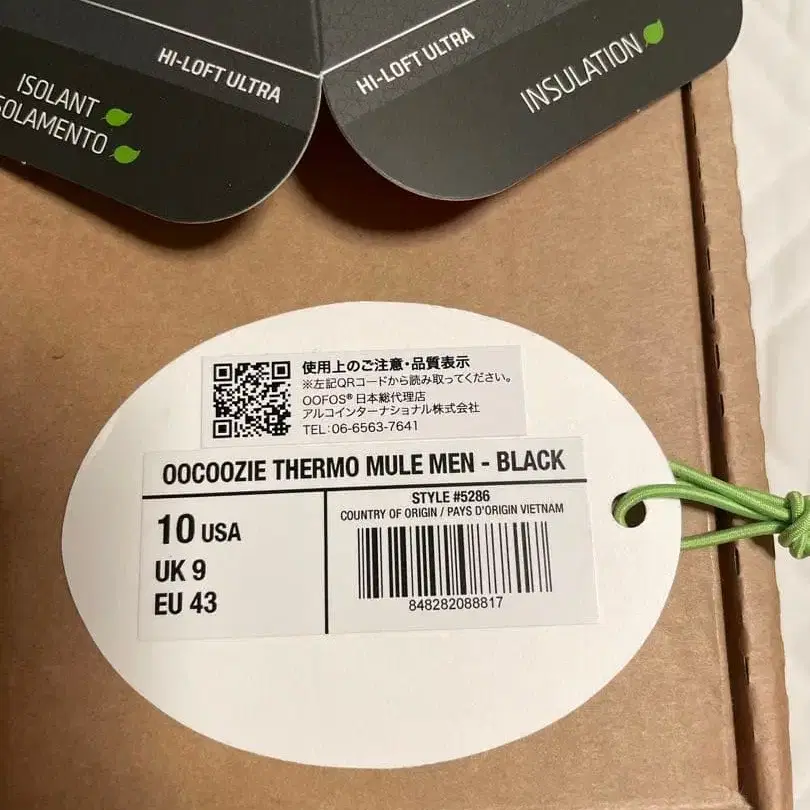 HI-LOFT ULTRA
ISOLANT
SOLAMENTO
HI-LOFT ULTRA
INSULATION
使用上のご注意・品質表示
※左記QRコードから読み取ってください。
OOFOS® 日本総代理店
アルコインターナショナル株式会社
TEL:06-6563-7641
OOCOOZIE THERMO MULE MEN - BLACK
10 USA
UK 9
EU 43
STYLE #5286
COUNTRY OF ORIGIN / PAYS D'ORIGIN VIETNAM
848282088817